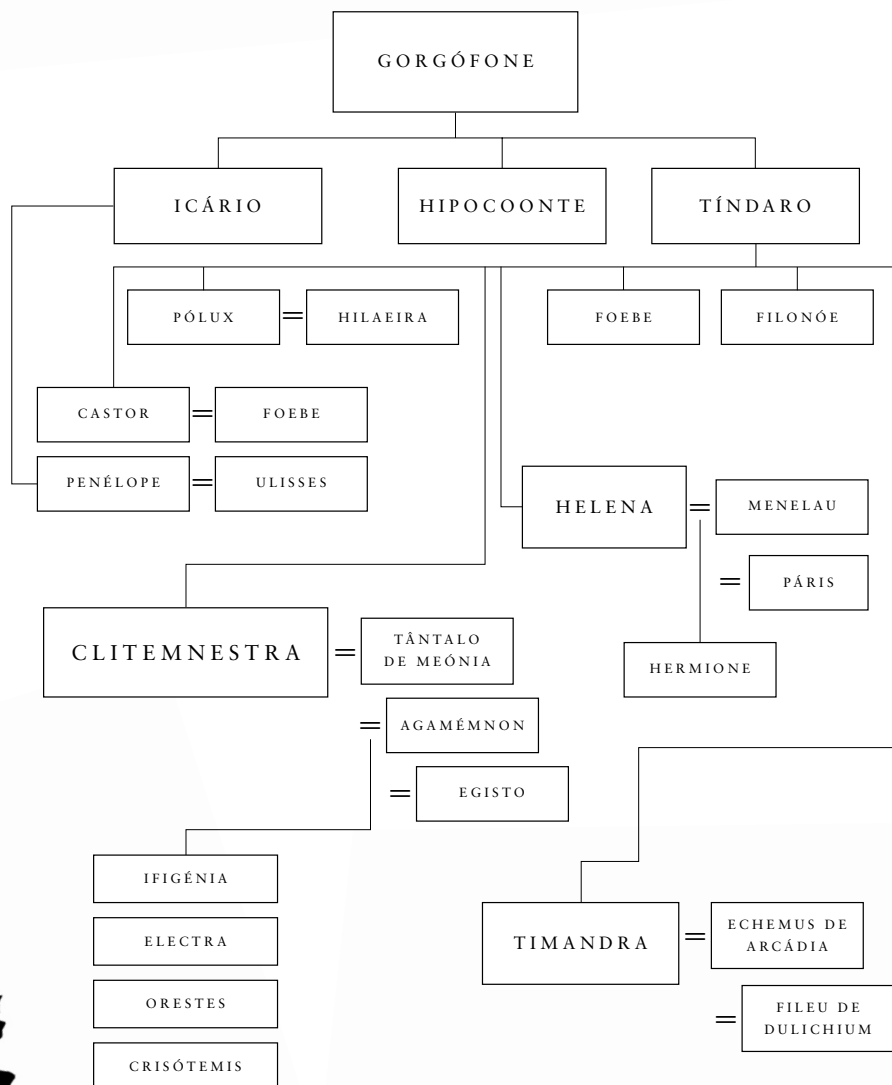 GORGÓFONE
ICÁRIO
HIPOCOONTE
TÍNDARO
PÓLUX = HILAEIRA
FOEBE
FILONÓE
CASTOR = FOEBE
PENÉLOPE = ULISSES
HELENA = MENELAU
= PÁRIS
HERMIONE
CLITEMNESTRA =
TÂNTALO
DE MEÓNIA
= AGAMÉMNON
= EGISTO
IFIGÉNIA
ELECTRA
ORESTES
CRISÓTEMIS
TIMANDRA =
ECHEMUS DE
ARCÁDIA
=
FILEU DE
DULICHIUM